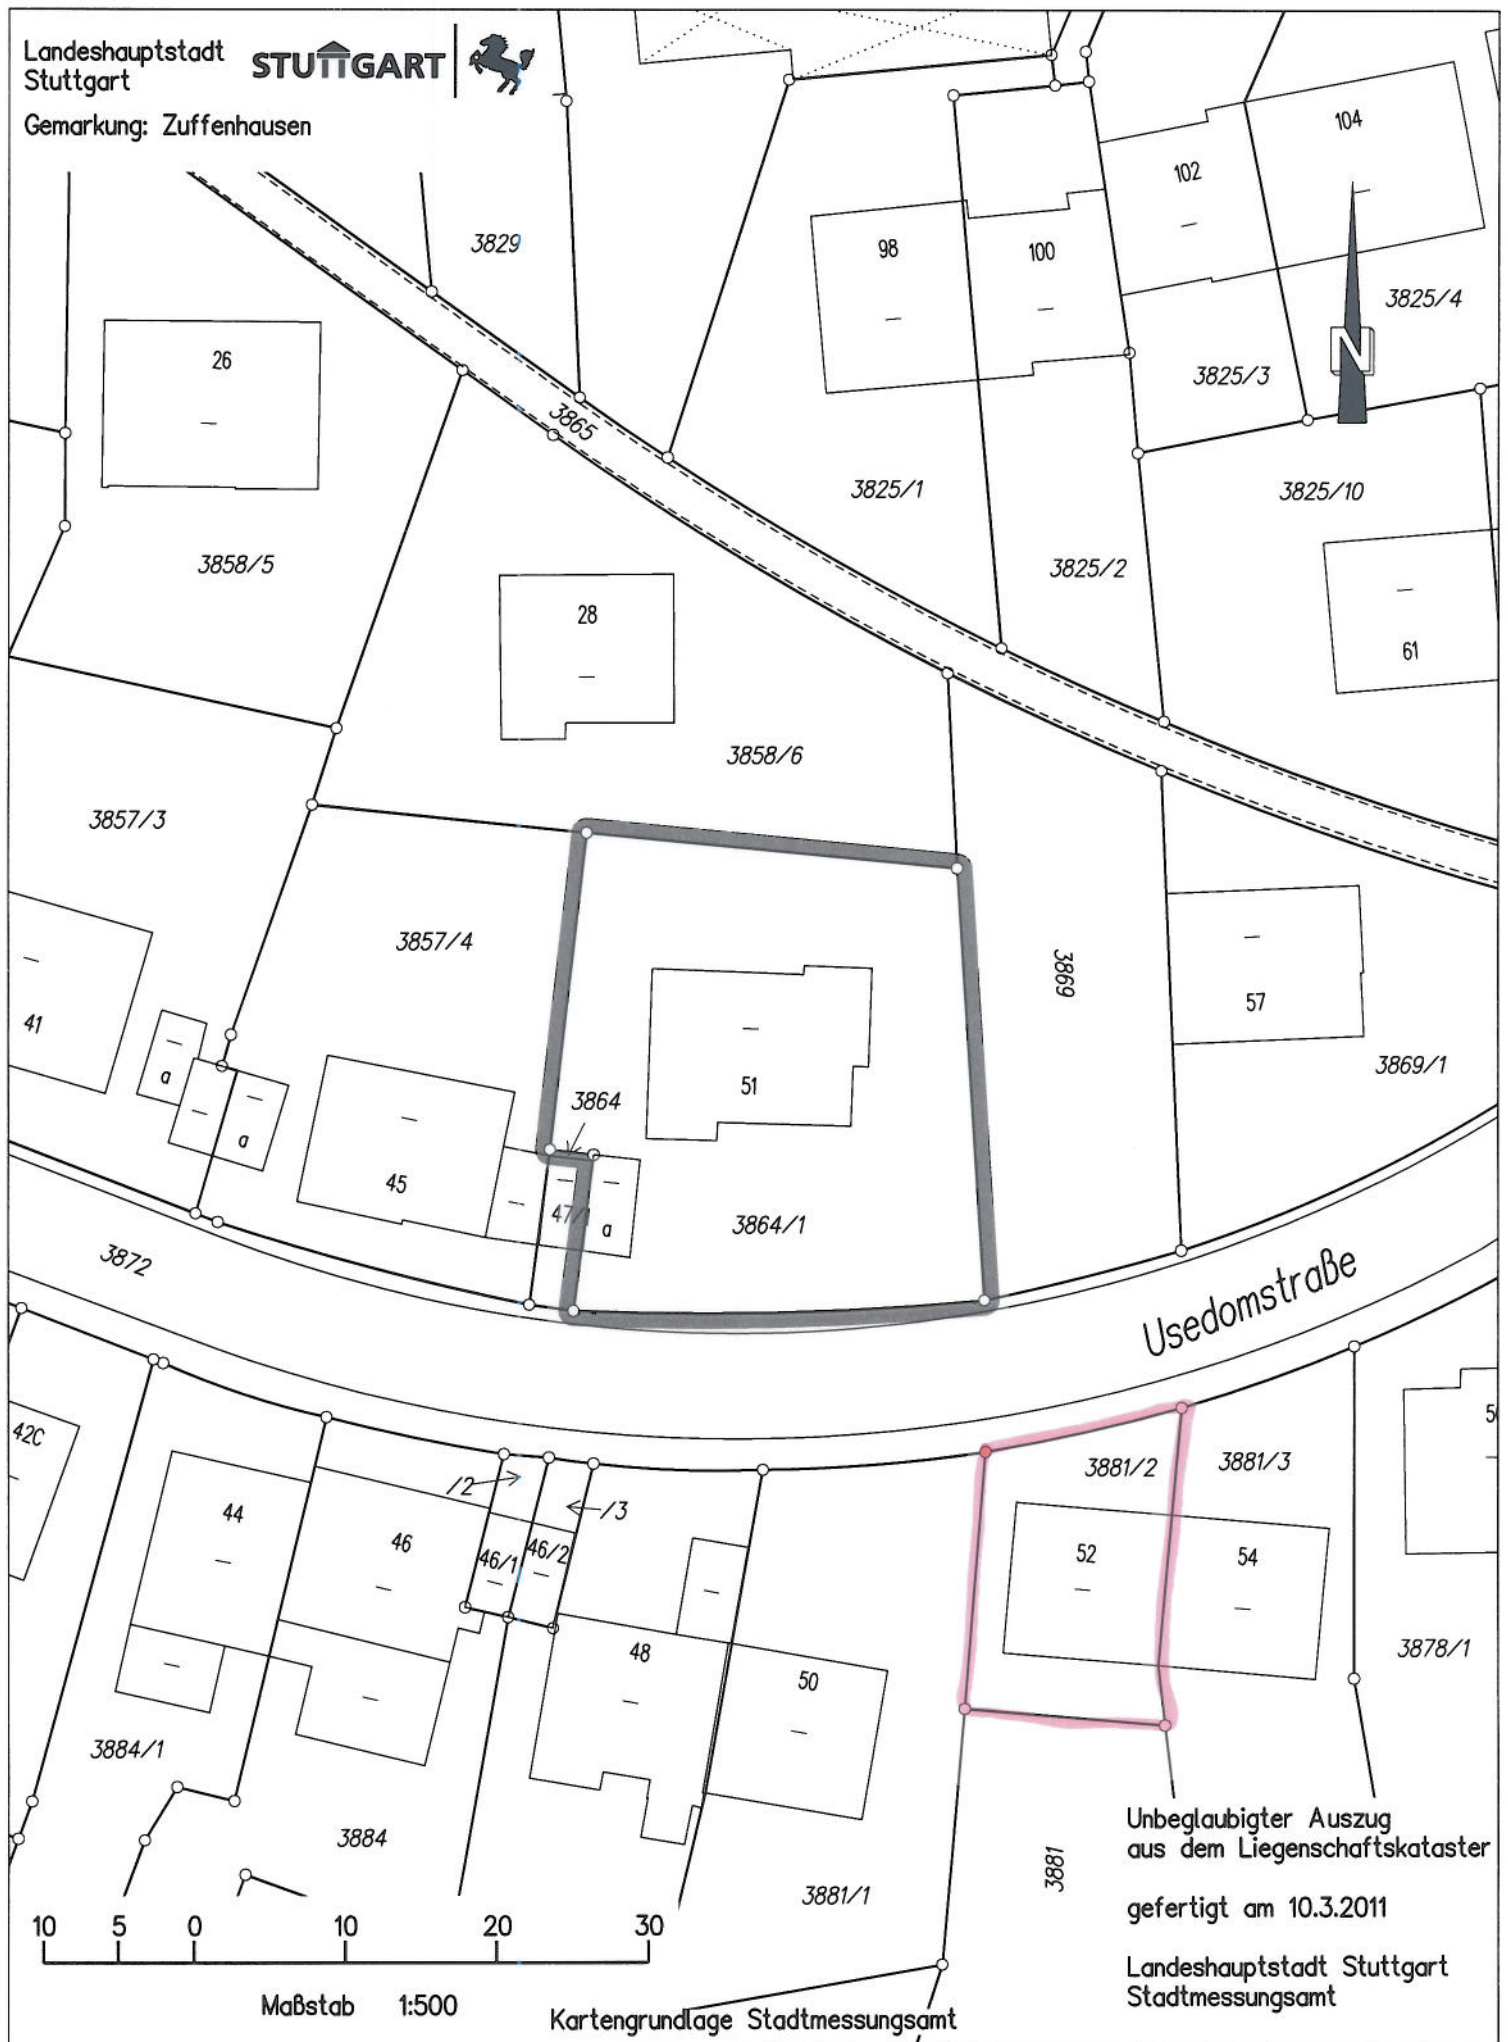 Landeshauptstadt
Stuttgart
STUTTGART
Gemarkung: Zuffenhausen
104
102
3829
98
100
3825/4
N
26
3825/3
3865
3825/1
3825/10
3858/5
3825/2
28
61
3858/6
3857/3
3857/4
3869
57
41
3869/1
a
51
3864
a
45
47/1
a
3864/1
3872
Usedomstraße
42C
3881/2
3881/3
/2
/3
44
46
46/1
46/2
52
54
48
50
3878/1
3884/1
3884
3881
3881/1
Unbeglaubigter Auszug
aus dem Liegenschaftskataster
gefertigt am 10.3.2011
Landeshauptstadt Stuttgart
Stadtmessungsamt
10 5 0 10 20 30
Maßstab 1:500
Kartengrundlage Stadtmessungsamt